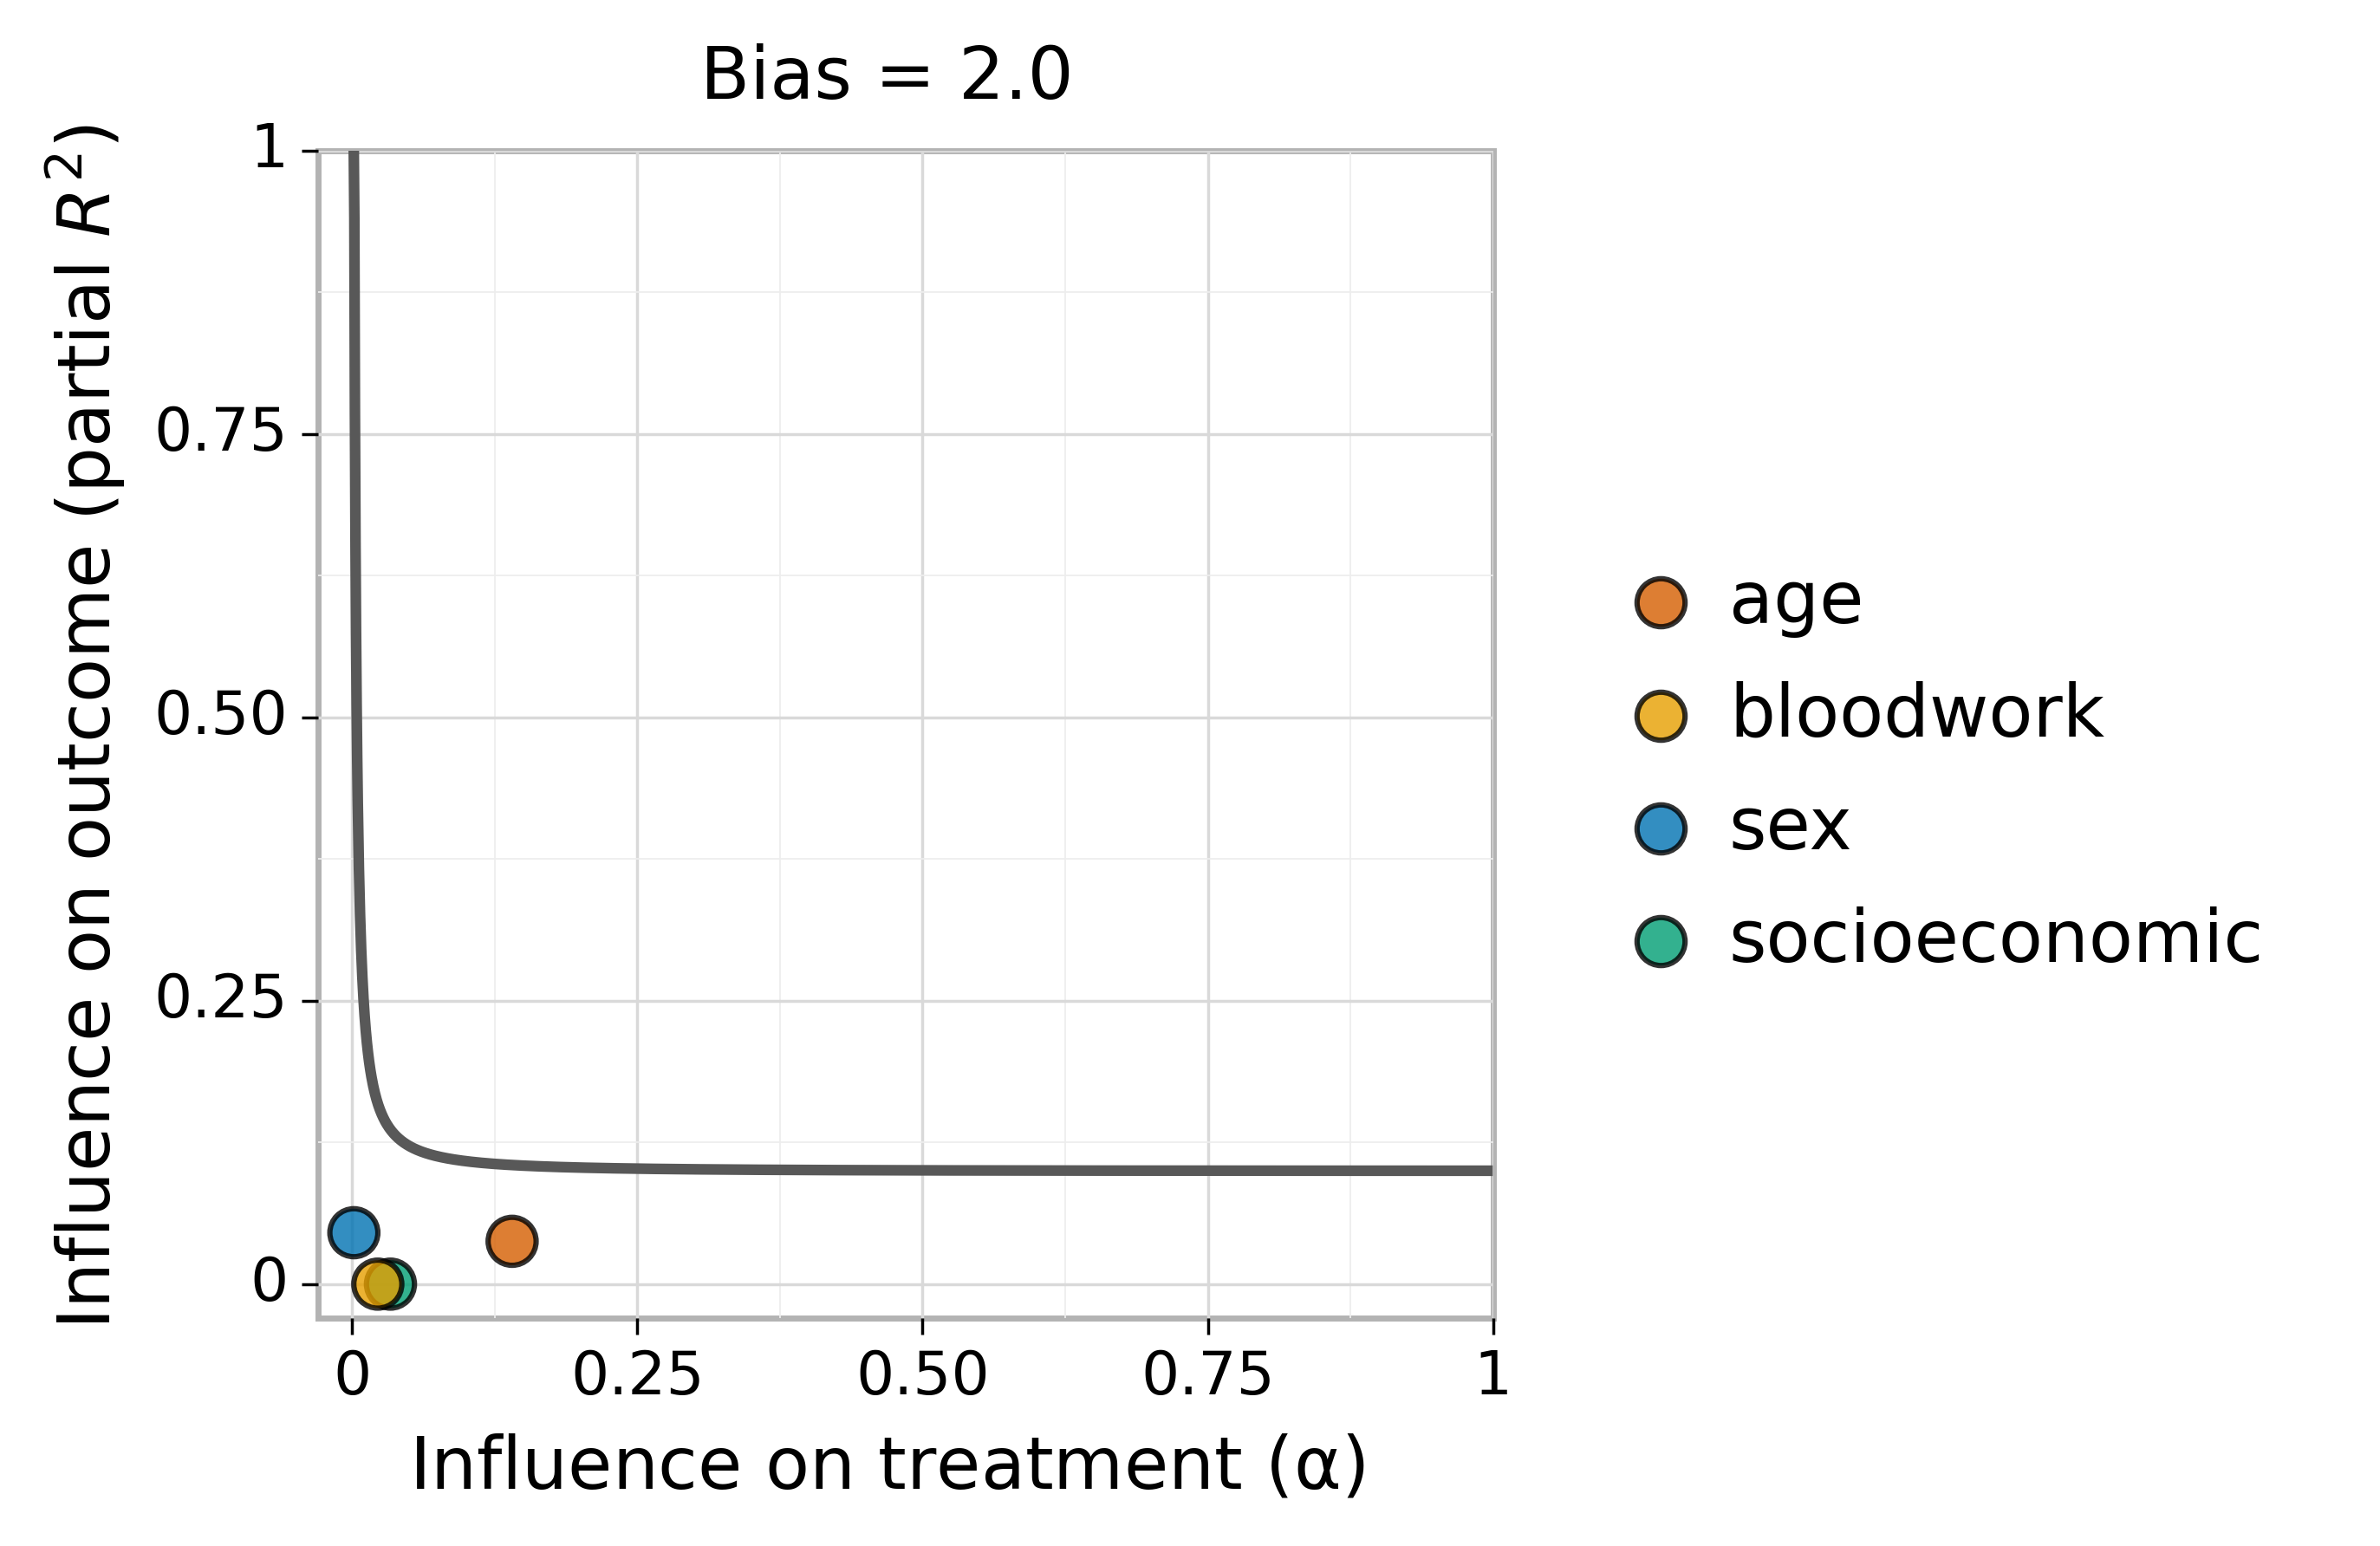 Bias = 2.0
Influence on outcome (partial R²)
1
0.75
0.50
0.25
0
0
0.25
0.50
0.75
1
Influence on treatment (α)
age
bloodwork
sex
socioeconomic